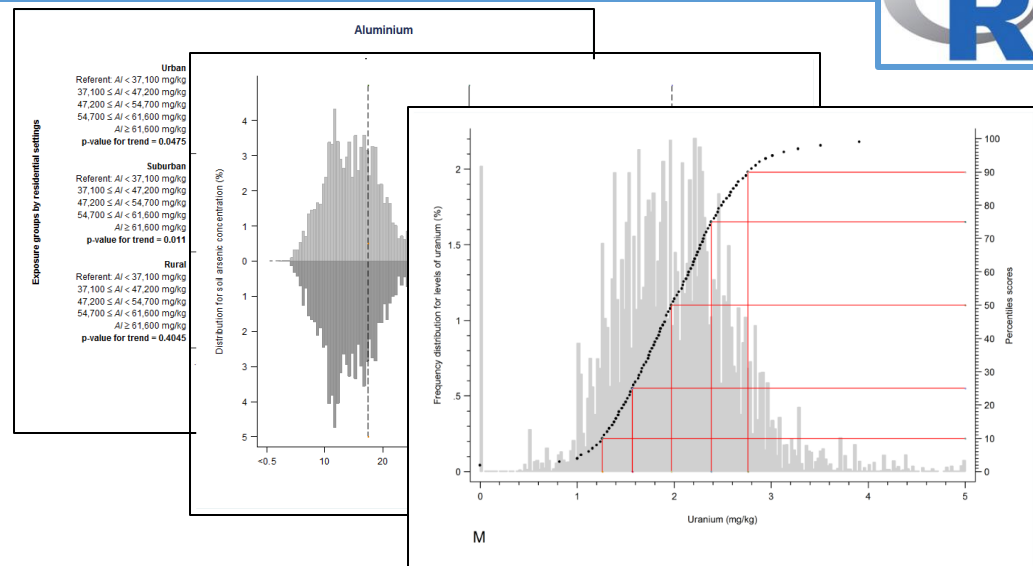 Aluminium
Exposure groups by residential settings
Urban
Referent: Al < 37,100 mg/kg
37,100 ≤ Al < 47,200 mg/kg
47,200 ≤ Al < 54,700 mg/kg
54,700 ≤ Al < 61,600 mg/kg
Al ≥ 61,600 mg/kg
p-value for trend = 0.0475
Suburban
Referent: Al < 37,100 mg/kg
37,100 ≤ Al < 47,200 mg/kg
47,200 ≤ Al < 54,700 mg/kg
54,700 ≤ Al < 61,600 mg/kg
Al ≥ 61,600 mg/kg
p-value for trend = 0.011
Rural
Referent: Al < 37,100 mg/kg
37,100 ≤ Al < 47,200 mg/kg
47,200 ≤ Al < 54,700 mg/kg
54,700 ≤ Al < 61,600 mg/kg
Al ≥ 61,600 mg/kg
p-value for trend = 0.4045
Distribution for soil arsenic concentration (%)
4
3
2
1
0
1
2
3
4
5
<0.5 10 20
Frequency distribution for levels of uranium (%)
2
1.5
1
.5
0
0 1 2 3 4 5
Uranium (mg/kg)
100
90
80
70
60
50
40
30
20
10
0
Percentiles scores
M
R